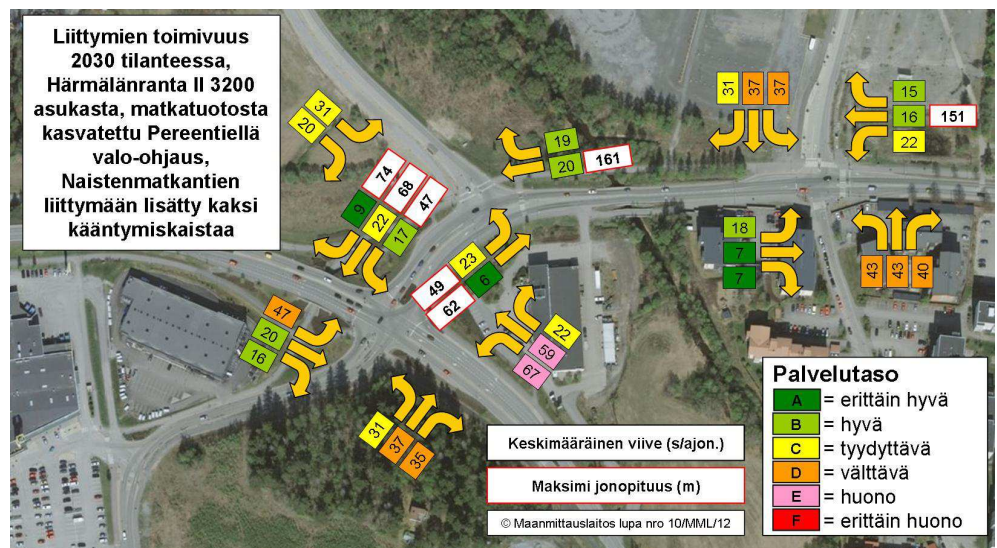 Liittymien toimivuus
2030 tilanteessa,
Härmälänranta II 3200
asukasta, matkatuotosta
kasvatettu Pereentiellä
valo-ohjaus,
Naistenmatkantien
liittymään lisätty kaksi
kääntymiskaistaa
31
20
74
68
47
9
22
17
19
20
161
31
37
37
15
16
151
22
18
7
7
43
43
40
23
6
49
62
47
20
16
22
59
67
31
37
35
Keskimääräinen viive (s/ajon.)
Maksimi jonopituus (m)
© Maanmittauslaitos lupa nro 10/MML/12
Palvelutaso
A = erittäin hyvä
B = hyvä
C = tyydyttävä
D = välttävä
E = huono
F = erittäin huono